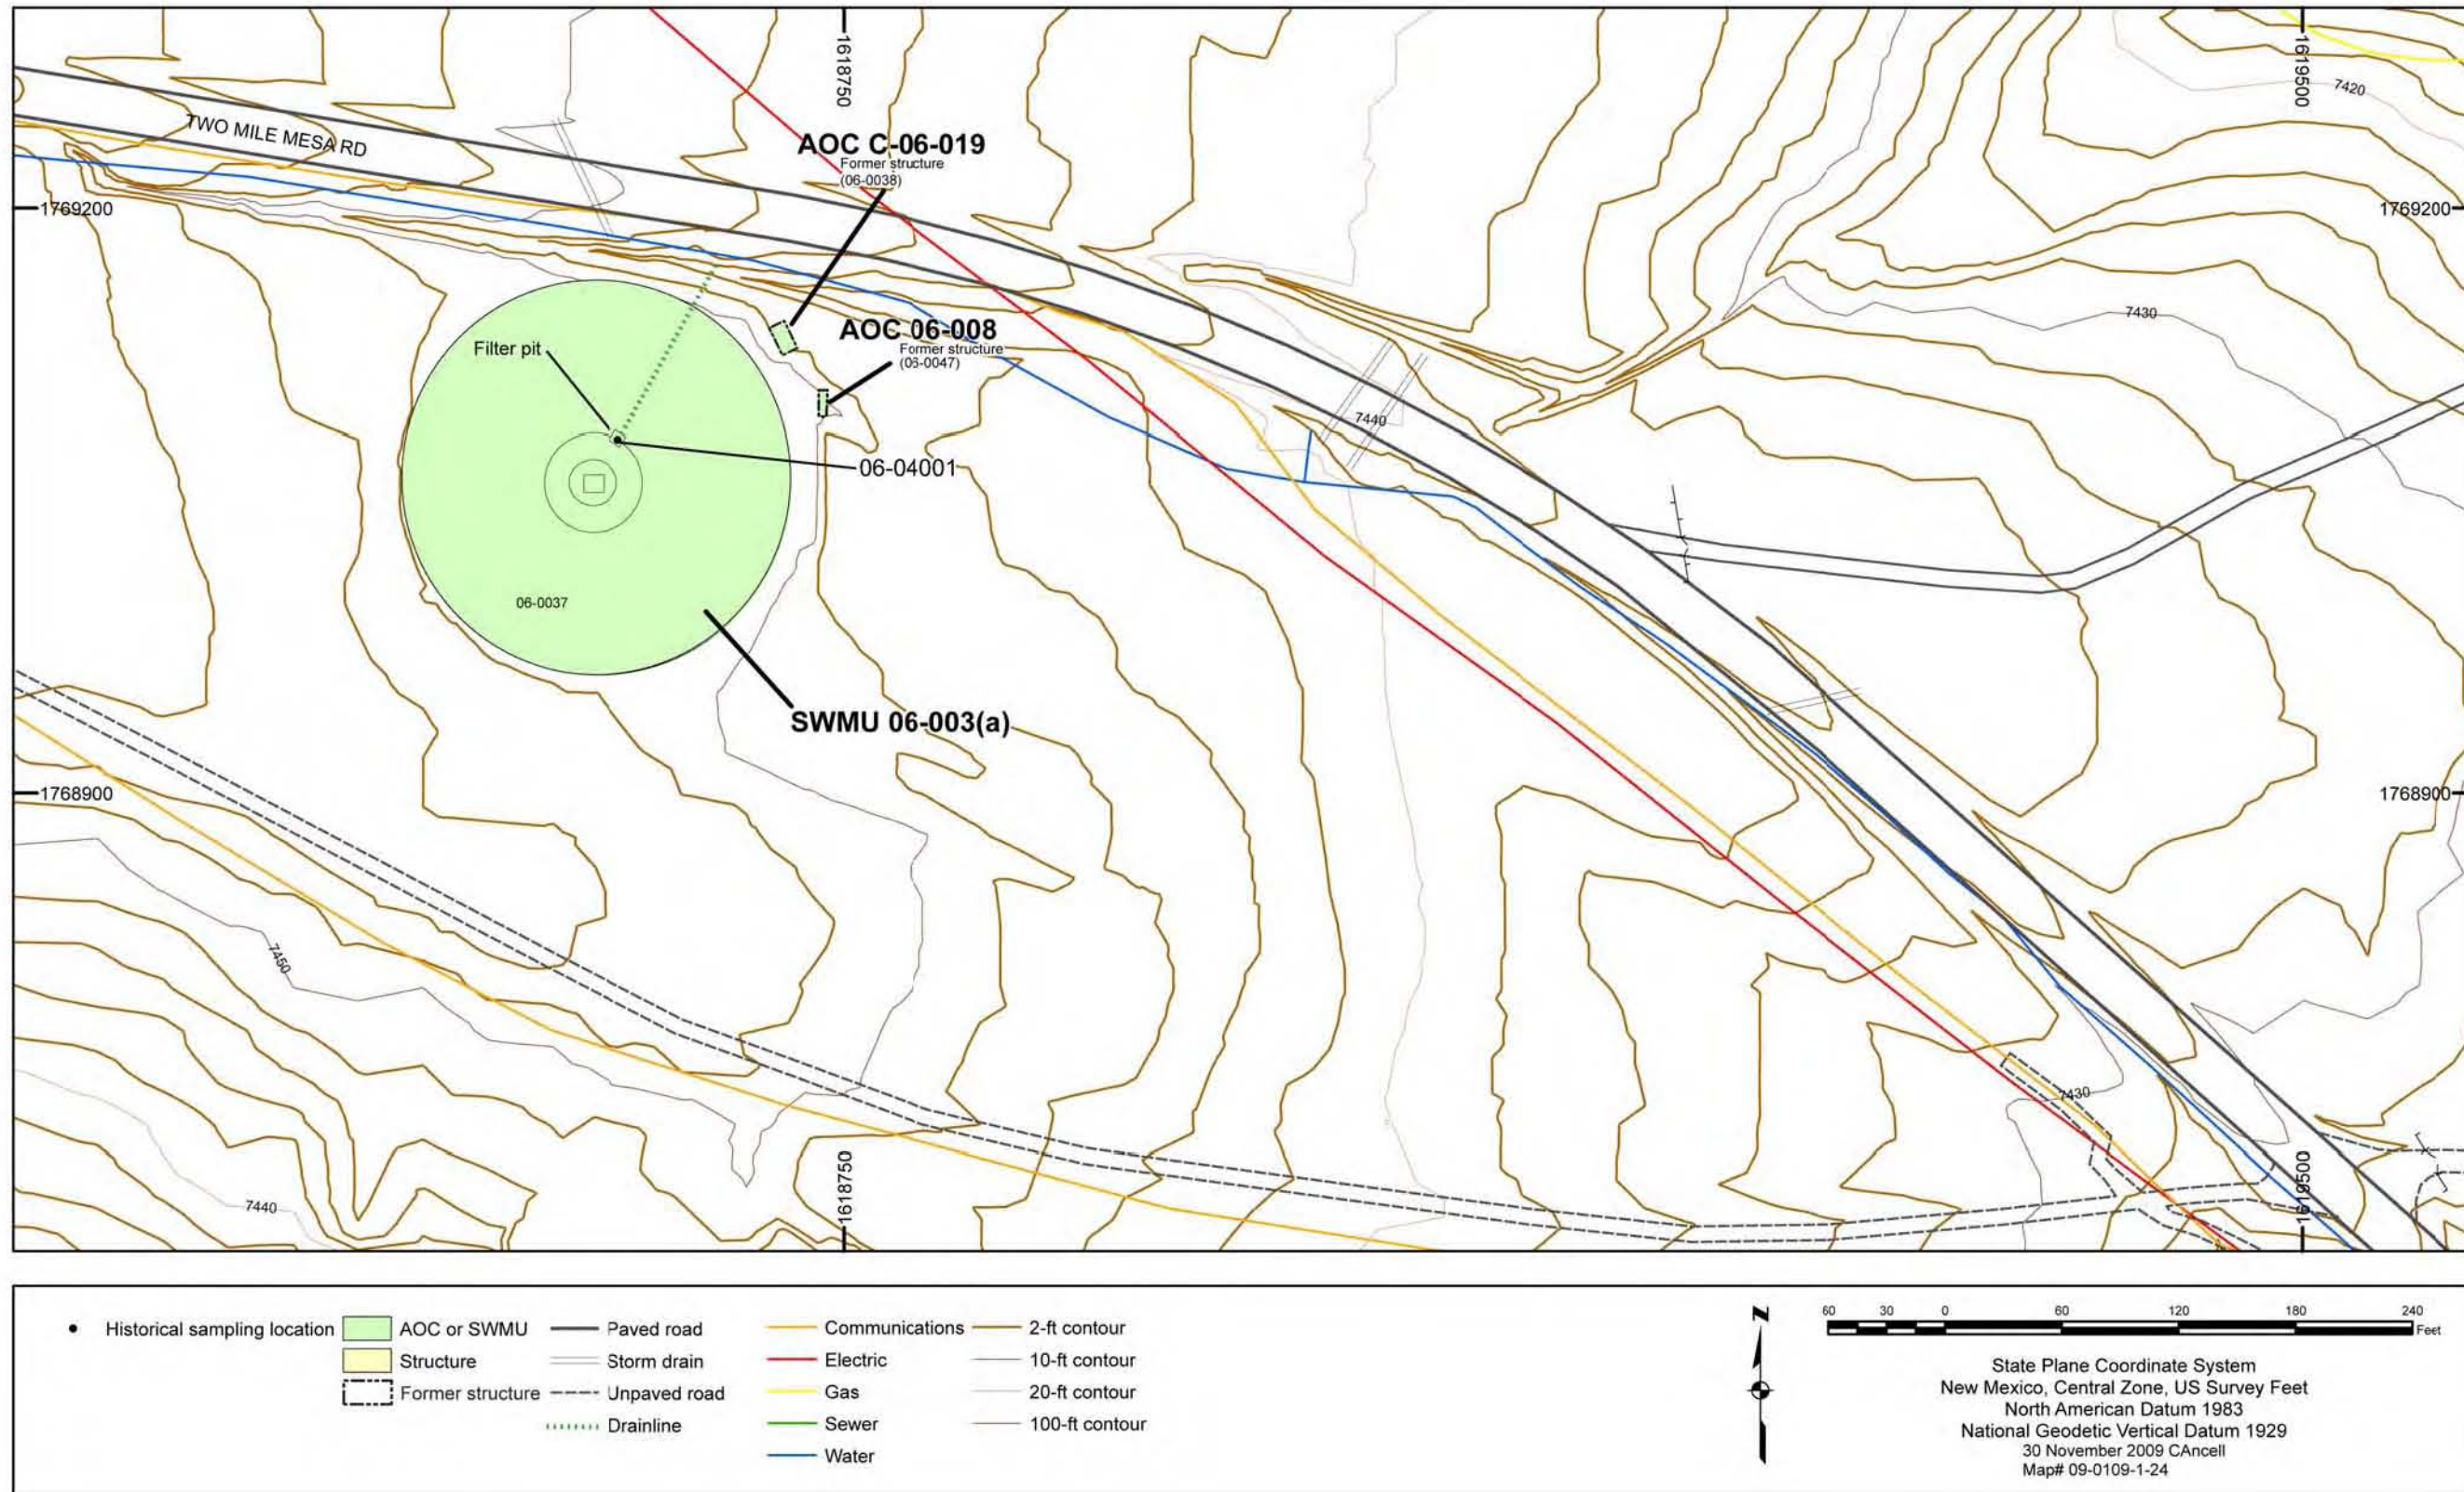 1618750
1619500
7420
TWO MILE MESA RD
AOC C-06-019
Former structure
(06-0038)
1769200
1769200
7430
AOC 06-008
Former structure
(05-0047)
Filter pit
7440
06-04001
06-0037
SWMU 06-003(a)
1768900
1768900
7450
7430
7440
1618750
1619500
Historical sampling location
AOC or SWMU
Structure
Former structure
Paved road
Storm drain
Unpaved road
Drainline
Communications
Electric
Gas
Sewer
Water
2-ft contour
10-ft contour
20-ft contour
100-ft contour
N
60 30 0 60 120 180 240
Feet
State Plane Coordinate System
New Mexico, Central Zone, US Survey Feet
North American Datum 1983
National Geodetic Vertical Datum 1929
30 November 2009 CAncell
Map# 09-0109-1-24